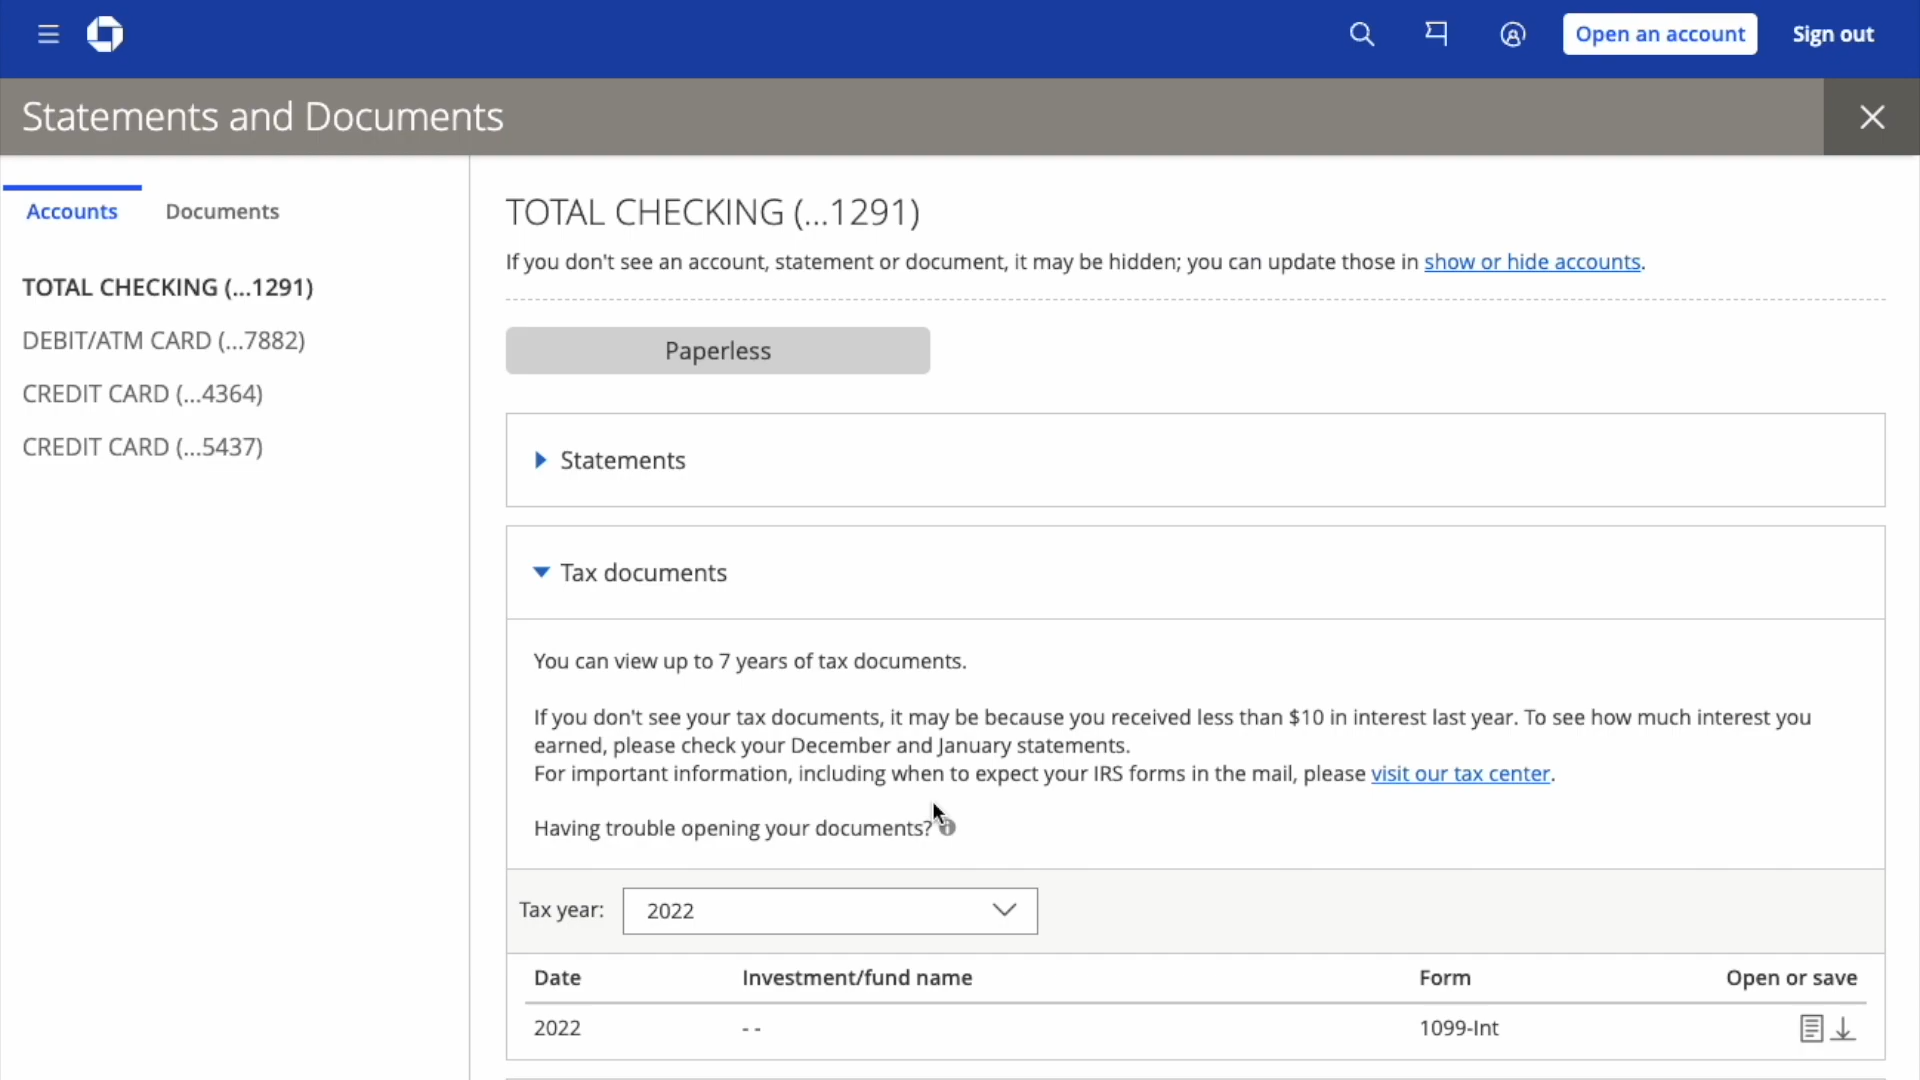 Open an account
Sign out
Statements and Documents
Accounts
Documents
TOTAL CHECKING (...1291)
DEBIT/ATM CARD (...7882)
CREDIT CARD (...4364)
CREDIT CARD (...5437)
TOTAL CHECKING (...1291)
If you don't see an account, statement or document, it may be hidden; you can update those in show or hide accounts.
Paperless
Statements
Tax documents
You can view up to 7 years of tax documents.
If you don't see your tax documents, it may be because you received less than $10 in interest last year. To see how much interest you
earned, please check your December and January statements.
For important information, including when to expect your IRS forms in the mail, please visit our tax center.
Having trouble opening your documents?
Tax year: 2022
Date Investment/fund name Form Open or save
2022 -- 1099-Int